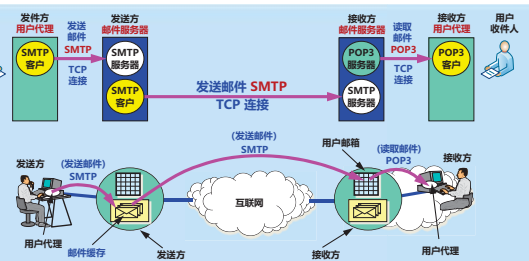 发件方
用户代理
SMTP
客户
发送
邮件
SMTP
TCP
连接
发送方
邮件服务器
SMTP
服务器
SMTP
客户
发送邮件 SMTP
TCP 连接
接收方
邮件服务器
POP3
服务器
SMTP
服务器
读取
邮件
POP3
TCP
连接
接收方
用户代理
POP3
客户
用户
收件人
发送方
(发送邮件)
SMTP
用户代理
邮件缓存
发送方
(发送邮件)
SMTP
互联网
用户邮箱
接收方
(读取邮件)
POP3
接收方
用户代理